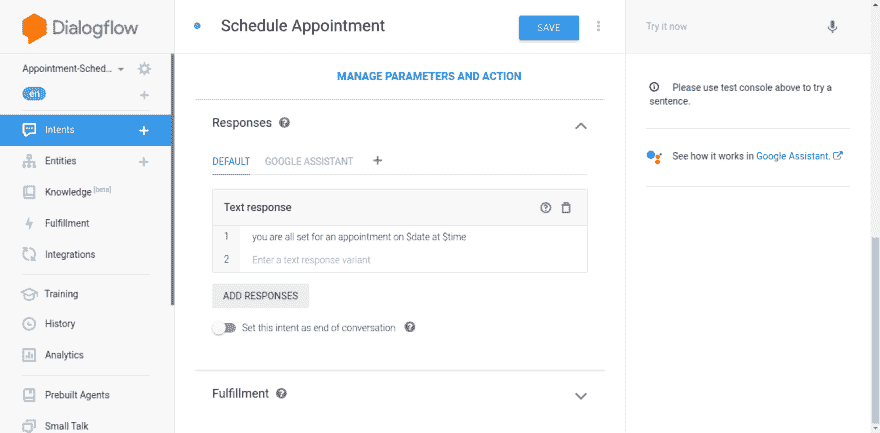 Dialogflow
Appointment-Sched...
en
Intents
Entities
Knowledge [beta]
Fulfillment
Integrations
Training
History
Analytics
Prebuilt Agents
Small Talk
Schedule Appointment
SAVE
MANAGE PARAMETERS AND ACTION
Responses
DEFAULT GOOGLE ASSISTANT +
Text response
1 you are all set for an appointment on $date at $time
2 Enter a text response variant
ADD RESPONSES
Set this intent as end of conversation
Fulfillment
Try it now
Please use test console above to try a
sentence.
See how it works in Google Assistant.